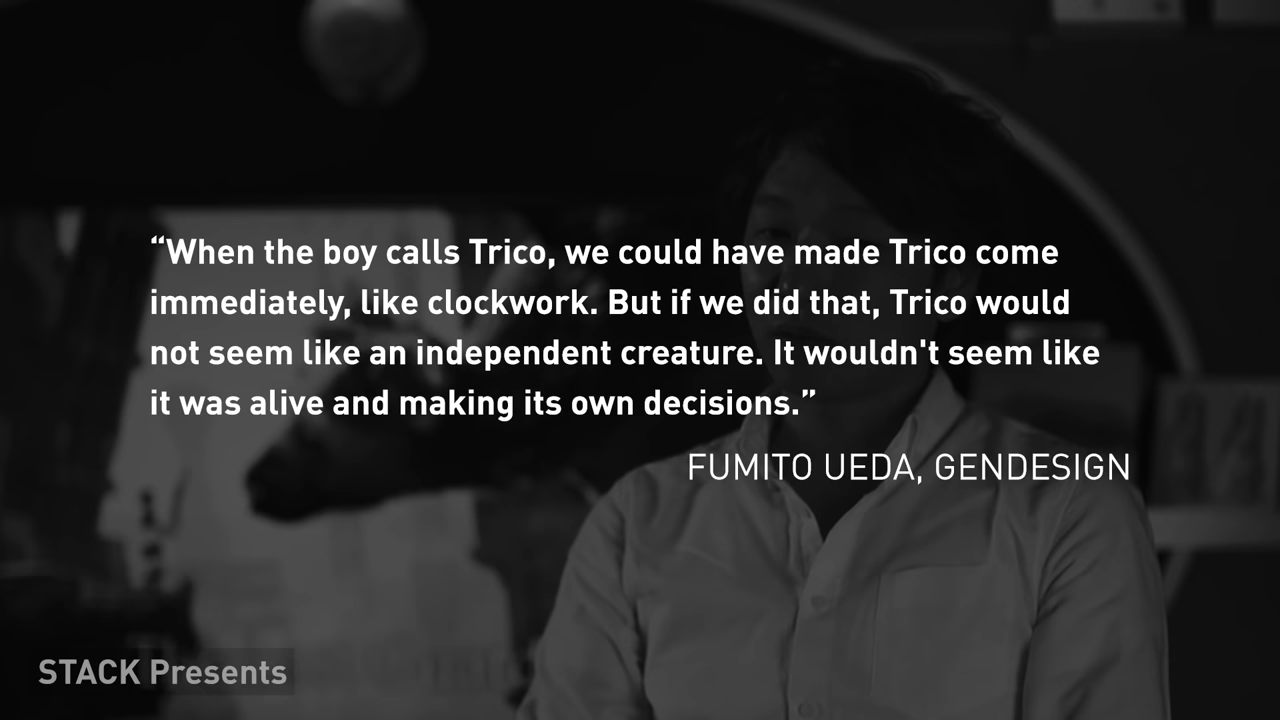 “When the boy calls Trico, we could have made Trico come
immediately, like clockwork. But if we did that, Trico would
not seem like an independent creature. It wouldn't seem like
it was alive and making its own decisions.”
FUMITO UEDA, GENDESIGN
STACK Presents